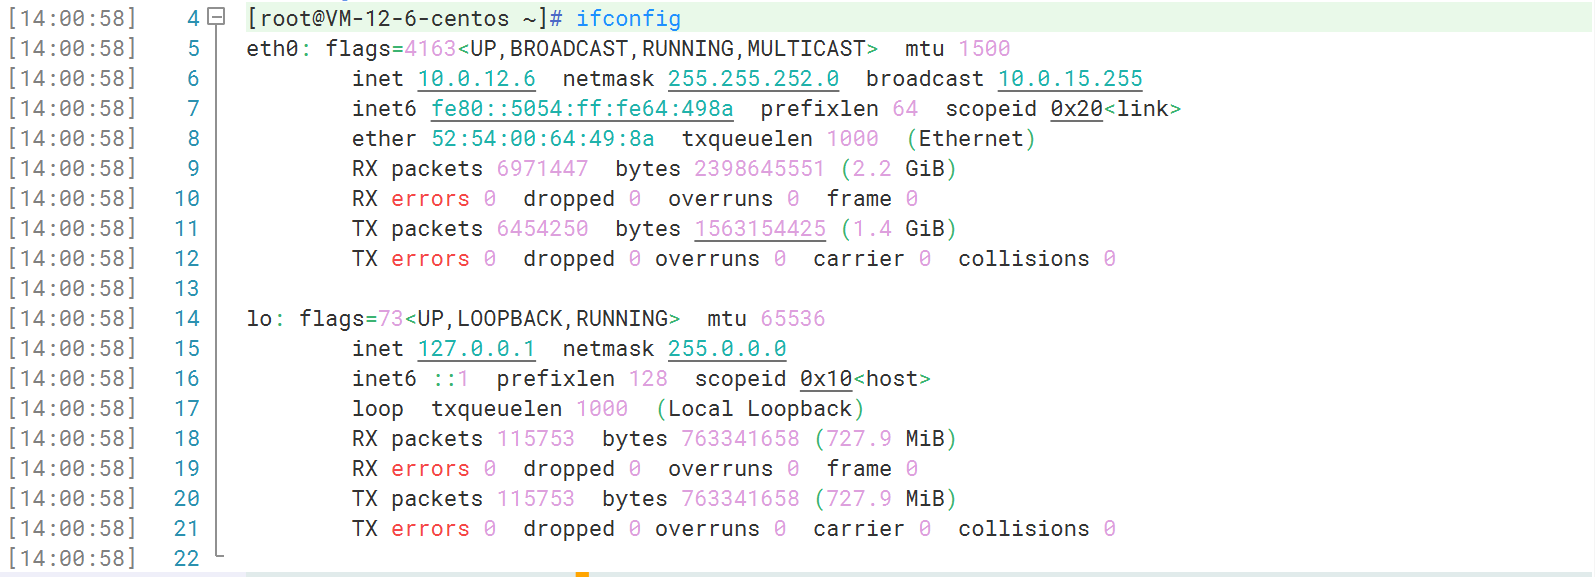 [14:00:58] 4 [root@VM-12-6-centos ~]# ifconfig
[14:00:58] 5 eth0: flags=4163<UP,BROADCAST,RUNNING,MULTICAST>  mtu 1500
[14:00:58] 6         inet 10.0.12.6  netmask 255.255.252.0  broadcast 10.0.15.255
[14:00:58] 7         inet6 fe80::5054:ff:fe64:498a  prefixlen 64  scopeid 0x20<link>
[14:00:58] 8         ether 52:54:00:64:49:8a  txqueuelen 1000  (Ethernet)
[14:00:58] 9         RX packets 6971447  bytes 2398645551 (2.2 GiB)
[14:00:58] 10         RX errors 0  dropped 0  overruns 0  frame 0
[14:00:58] 11         TX packets 6454250  bytes 1563154425 (1.4 GiB)
[14:00:58] 12         TX errors 0  dropped 0 overruns 0  carrier 0  collisions 0
[14:00:58] 13
[14:00:58] 14 lo: flags=73<UP,LOOPBACK,RUNNING>  mtu 65536
[14:00:58] 15         inet 127.0.0.1  netmask 255.0.0.0
[14:00:58] 16         inet6 ::1  prefixlen 128  scopeid 0x10<host>
[14:00:58] 17         loop  txqueuelen 1000  (Local Loopback)
[14:00:58] 18         RX packets 115753  bytes 763341658 (727.9 MiB)
[14:00:58] 19         RX errors 0  dropped 0  overruns 0  frame 0
[14:00:58] 20         TX packets 115753  bytes 763341658 (727.9 MiB)
[14:00:58] 21         TX errors 0  dropped 0 overruns 0  carrier 0  collisions 0
[14:00:58] 22